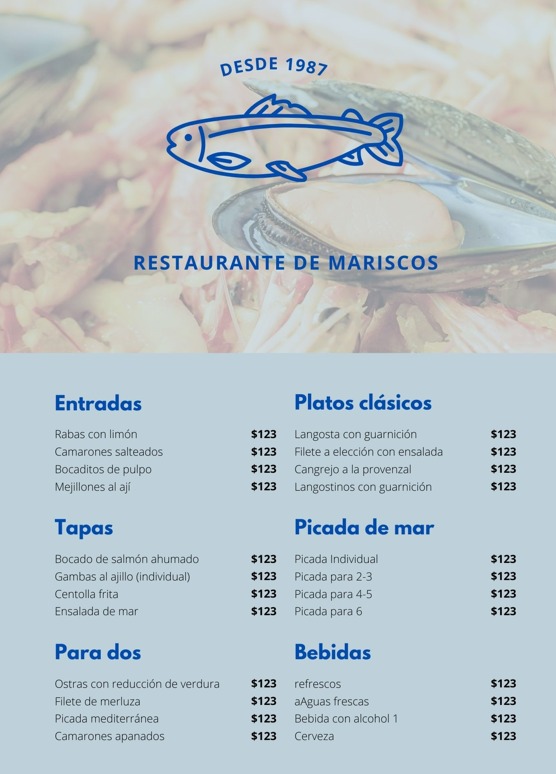 DESDE 1987
RESTAURANTE DE MARISCOS
Entradas
Rabas con limón $123
Camarones salteados $123
Bocaditos de pulpo $123
Mejillones al ají $123
Tapas
Bocado de salmón ahumado $123
Gambas al ajillo (individual) $123
Centolla frita $123
Ensalada de mar $123
Para dos
Ostras con reducción de verdura $123
Filete de merluza $123
Picada mediterránea $123
Camarones apanados $123
Platos clásicos
Langosta con guarnición $123
Filete a elección con ensalada $123
Cangrejo a la provenzal $123
Langostinos con guarnición $123
Picada de mar
Picada Individual $123
Picada para 2-3 $123
Picada para 4-5 $123
Picada para 6 $123
Bebidas
refrescos $123
aAguas frescas $123
Bebida con alcohol 1 $123
Cerveza $123